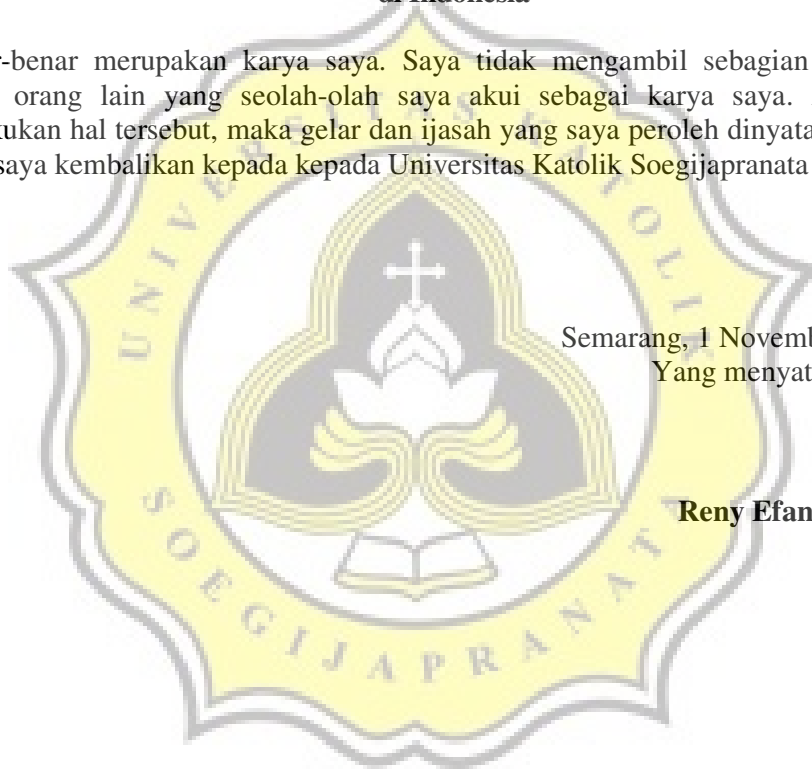 di Indonesia
r-benar merupakan karya saya. Saya tidak mengambil sebagian
orang lain yang seolah-olah saya akui sebagai karya saya.
kukan hal tersebut, maka gelar dan ijasah yang saya peroleh dinyata
saya kembalikan kepada kepada Universitas Katolik Soegijapranata
UNIVERSITAS KATOLIK
Semarang, 1 Novemb
Yang menyat
Reny Efan
SOEGIJAPRANATA